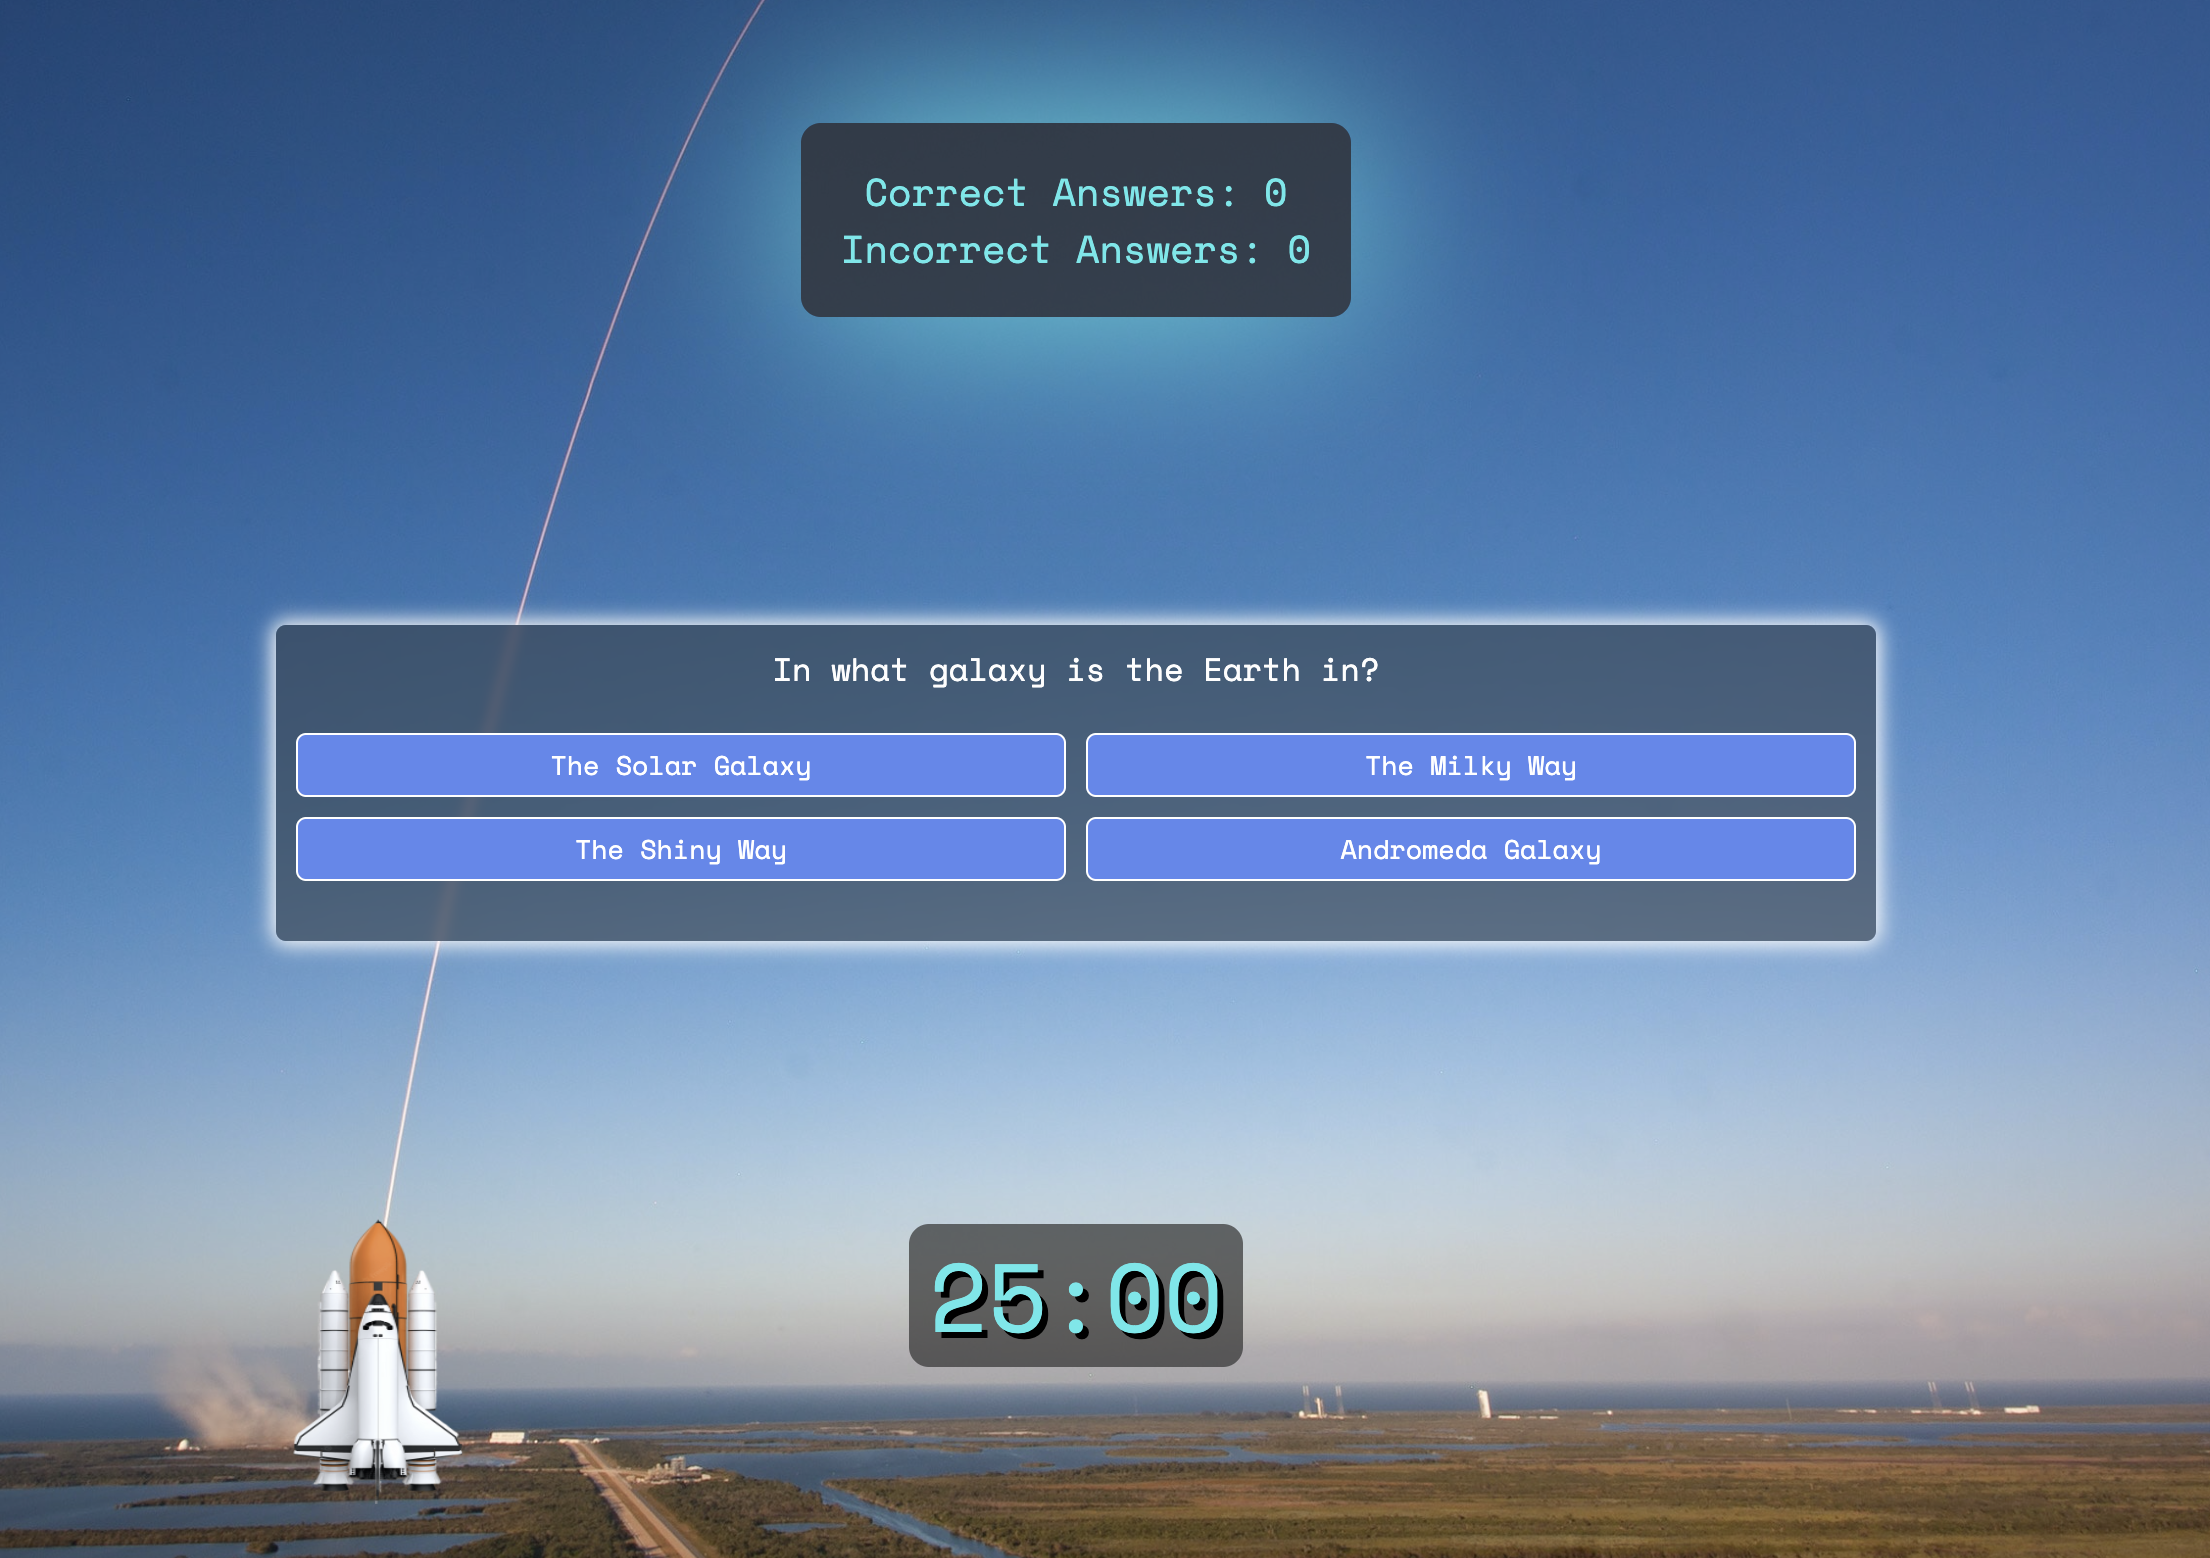 Correct Answers: 0
Incorrect Answers: 0
In what galaxy is the Earth in?
The Solar Galaxy
The Milky Way
The Shiny Way
Andromeda Galaxy
25:00